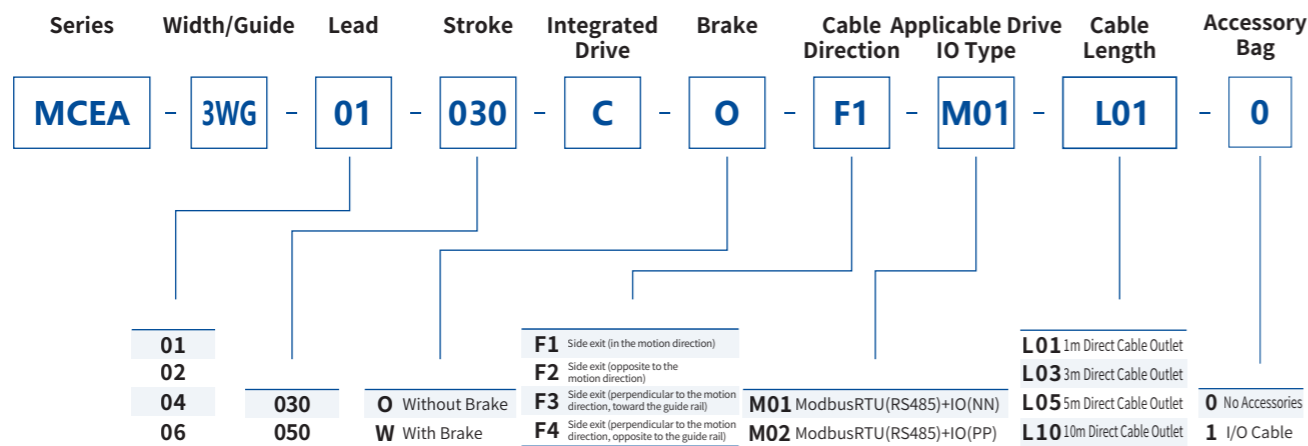 Series Width/Guide Lead Stroke Integrated Drive Brake Cable Direction Applicable Drive IO Type Cable Length Accessory Bag
MCEA - 3WG - 01 - 030 - C - O - F1 - M01 - L01 - 0
01
02
04
06
030
050
O Without Brake
W With Brake
F1 Side exit (in the motion direction)
F2 Side exit (opposite to the
motion direction)
F3 Side exit (perpendicular to the motion
direction, toward the guide rail)
F4 Side exit (perpendicular to the motion
direction, opposite to the guide rail)
M01 ModbusRTU(RS485)+IO(NN)
M02 ModbusRTU(RS485)+IO(PP)
L01 1m Direct Cable Outlet
L03 3m Direct Cable Outlet
L05 5m Direct Cable Outlet
L10 10m Direct Cable Outlet
0 No Accessories
1 I/O Cable